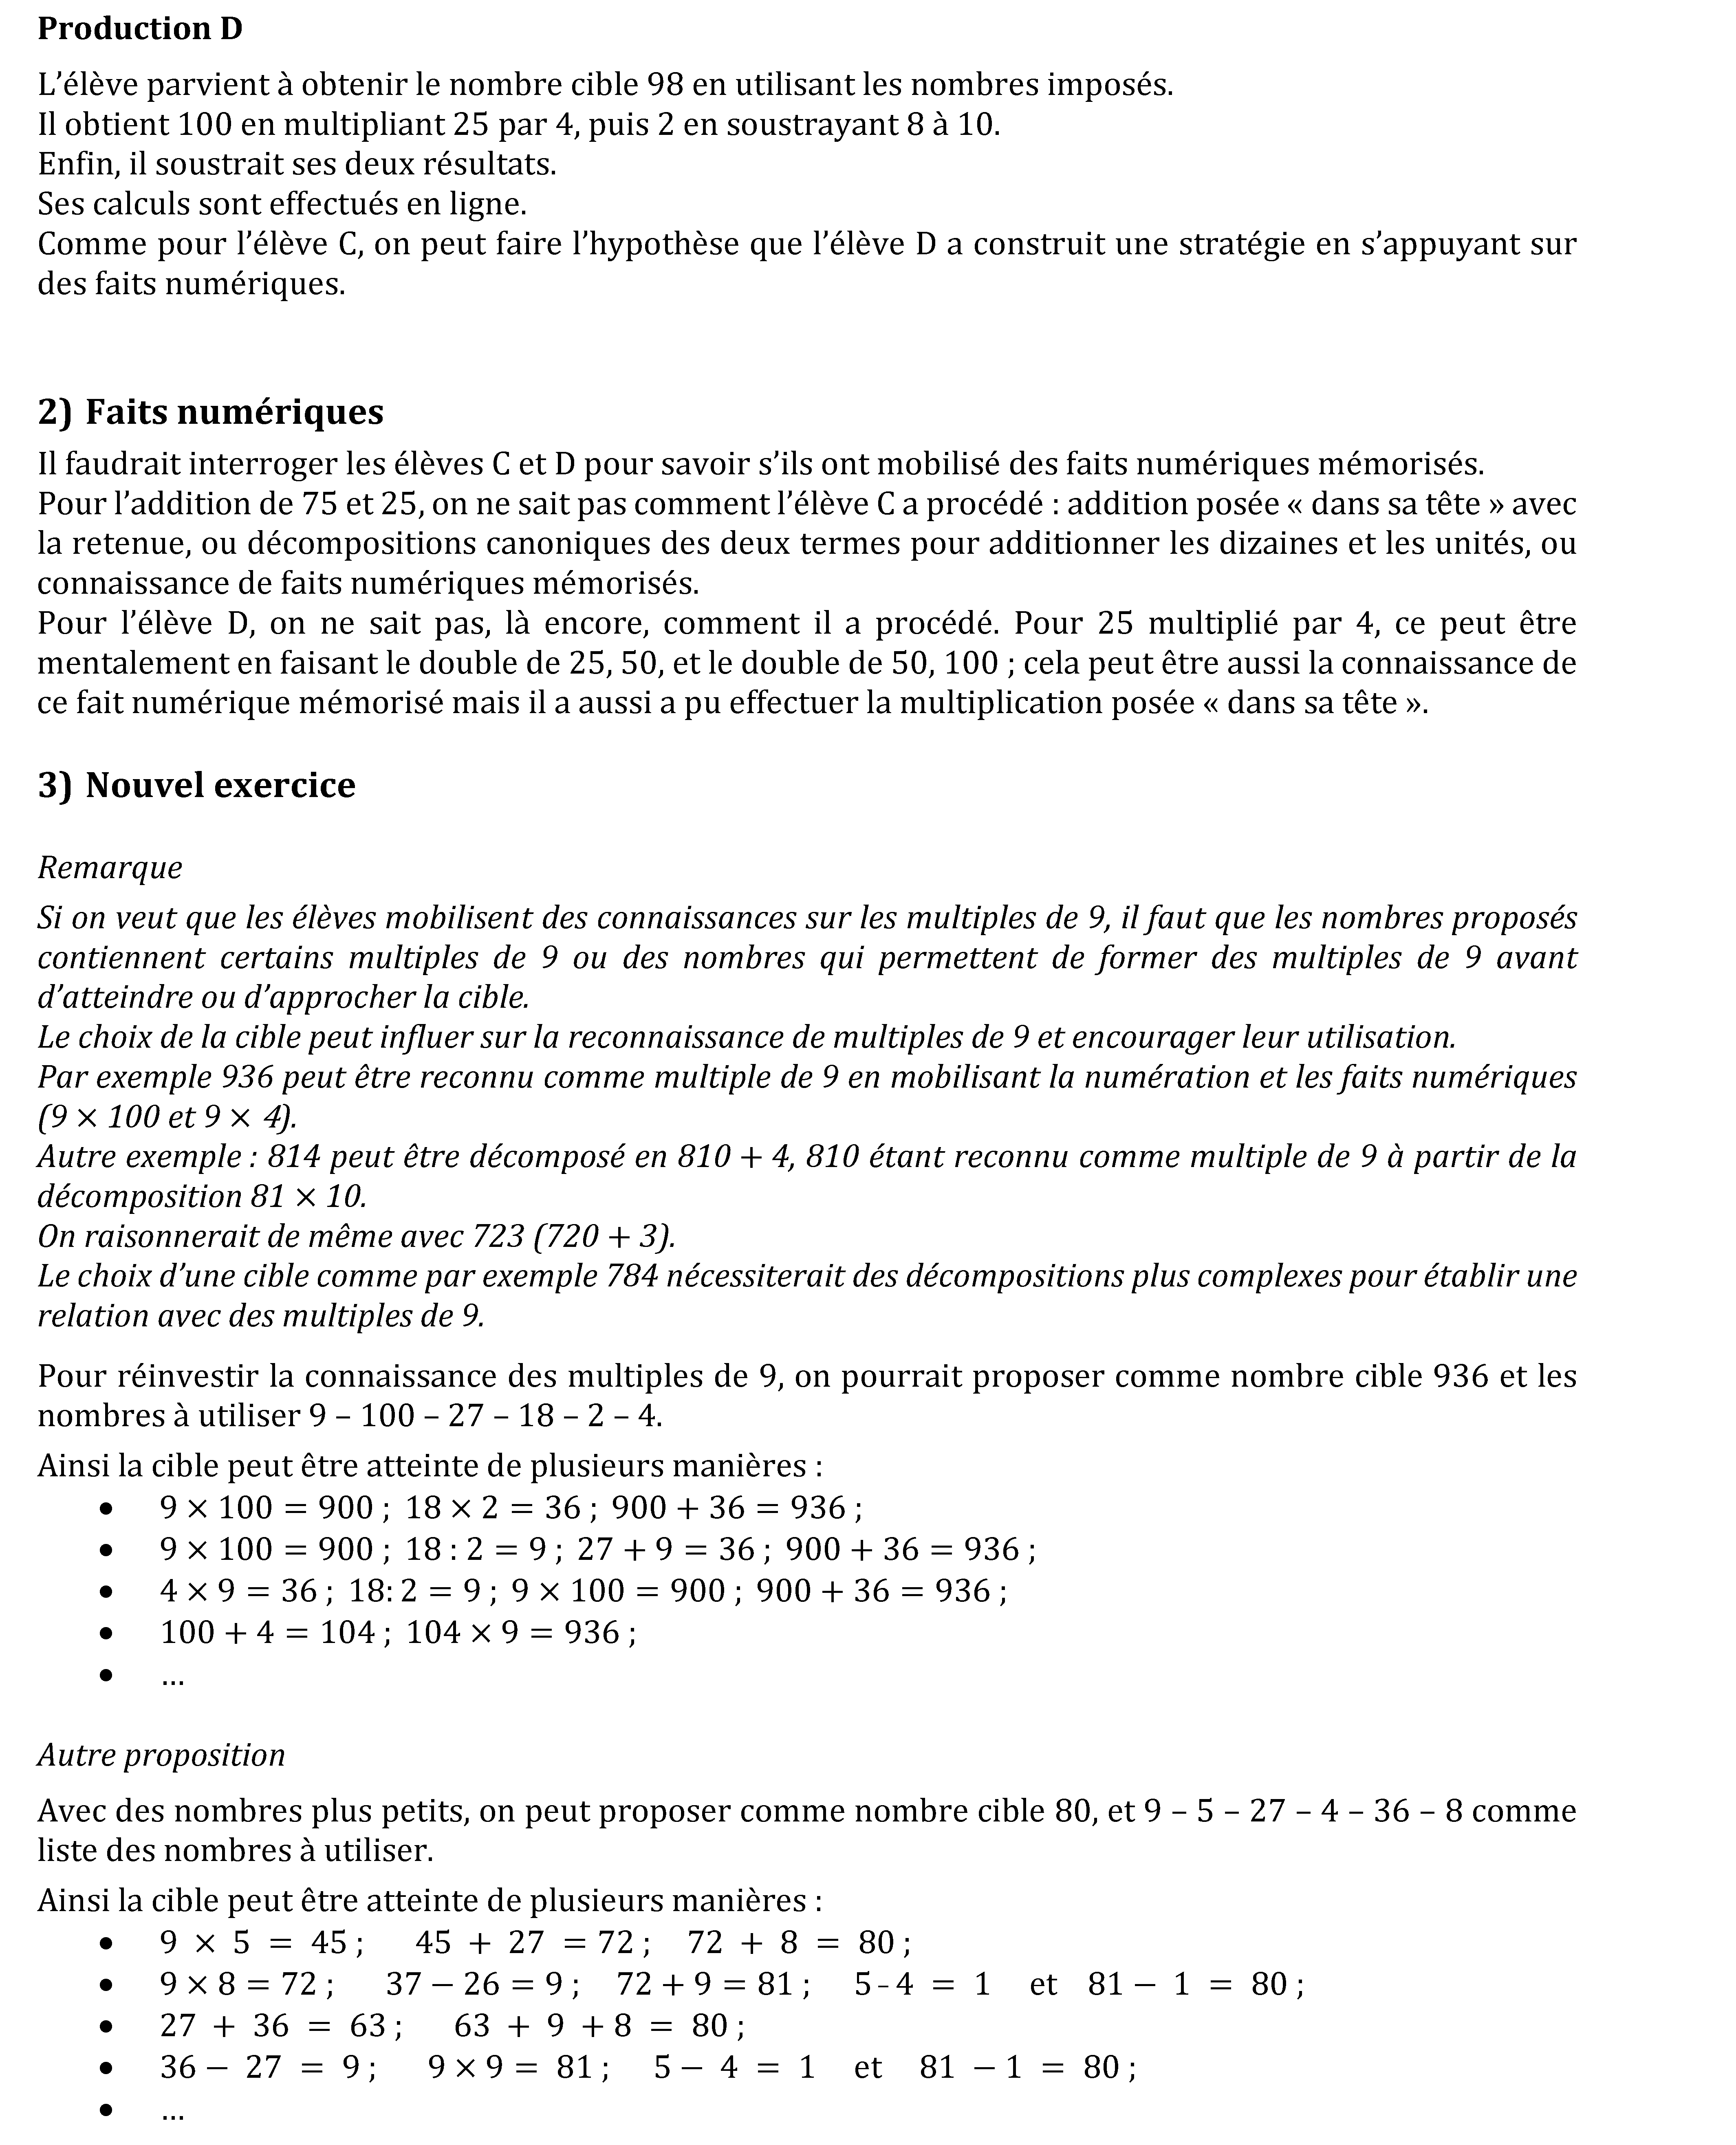 Production D
L’élève parvient à obtenir le nombre cible 98 en utilisant les nombres imposés.
Il obtient 100 en multipliant 25 par 4, puis 2 en soustrayant 8 à 10.
Enfin, il soustrait ses deux résultats.
Ses calculs sont effectués en ligne.
Comme pour l’élève C, on peut faire l’hypothèse que l’élève D a construit une stratégie en s’appuyant sur
des faits numériques.
2) Faits numériques
Il faudrait interroger les élèves C et D pour savoir s’ils ont mobilisé des faits numériques mémorisés.
Pour l’addition de 75 et 25, on ne sait pas comment l’élève C a procédé : addition posée « dans sa tête » avec
la retenue, ou décompositions canoniques des deux termes pour additionner les dizaines et les unités, ou
connaissance de faits numériques mémorisés.
Pour l’élève D, on ne sait pas, là encore, comment il a procédé. Pour 25 multiplié par 4, ce peut être
mentalement en faisant le double de 25, 50, et le double de 50, 100 ; cela peut être aussi la connaissance de
ce fait numérique mémorisé mais il a aussi a pu effectuer la multiplication posée « dans sa tête ».
3) Nouvel exercice
Remarque
Si on veut que les élèves mobilisent des connaissances sur les multiples de 9, il faut que les nombres proposés
contiennent certains multiples de 9 ou des nombres qui permettent de former des multiples de 9 avant
d’atteindre ou d’approcher la cible.
Le choix de la cible peut influer sur la reconnaissance de multiples de 9 et encourager leur utilisation.
Par exemple 936 peut être reconnu comme multiple de 9 en mobilisant la numération et les faits numériques
(9 × 100 et 9 × 4).
Autre exemple : 814 peut être décomposé en 810 + 4, 810 étant reconnu comme multiple de 9 à partir de la
décomposition 81 × 10.
On raisonnerait de même avec 723 (720 + 3).
Le choix d’une cible comme par exemple 784 nécessiterait des décompositions plus complexes pour établir une
relation avec des multiples de 9.
Pour réinvestir la connaissance des multiples de 9, on pourrait proposer comme nombre cible 936 et les
nombres à utiliser 9 – 100 – 27 – 18 – 2 – 4.
Ainsi la cible peut être atteinte de plusieurs manières :
• 9 × 100 = 900 ; 18 × 2 = 36 ; 900 + 36 = 936 ;
• 9 × 100 = 900 ; 18 : 2 = 9 ; 27 + 9 = 36 ; 900 + 36 = 936 ;
• 4 × 9 = 36 ; 18: 2 = 9 ; 9 × 100 = 900 ; 900 + 36 = 936 ;
• 100 + 4 = 104 ; 104 × 9 = 936 ;
• …
Autre proposition
Avec des nombres plus petits, on peut proposer comme nombre cible 80, et 9 – 5 – 27 – 4 – 36 – 8 comme
liste des nombres à utiliser.
Ainsi la cible peut être atteinte de plusieurs manières :
• 9 × 5 = 45 ; 45 + 27 = 72 ; 72 + 8 = 80 ;
• 9 × 8 = 72 ; 37 − 26 = 9 ; 72 + 9 = 81 ; 5 – 4 = 1 et 81 − 1 = 80 ;
• 27 + 36 = 63 ; 63 + 9 + 8 = 80 ;
• 36 − 27 = 9 ; 9 × 9 = 81 ; 5 − 4 = 1 et 81 − 1 = 80 ;
• …